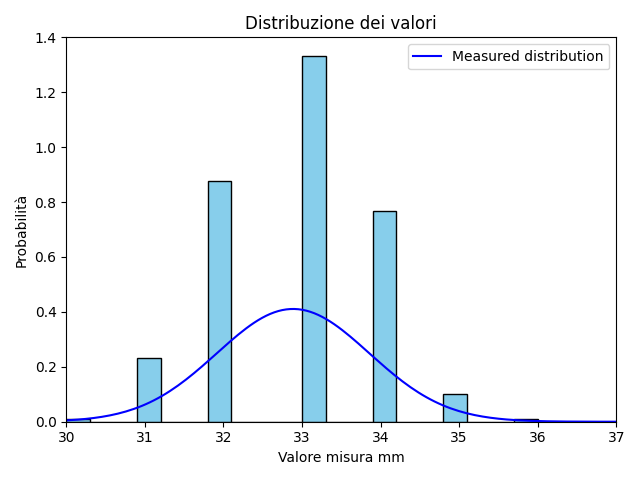 Distribuzione dei valori
Measured distribution
Probabilità
1.4
1.2
1.0
0.8
0.6
0.4
0.2
0.0
30 31 32 33 34 35 36 37
Valore misura mm